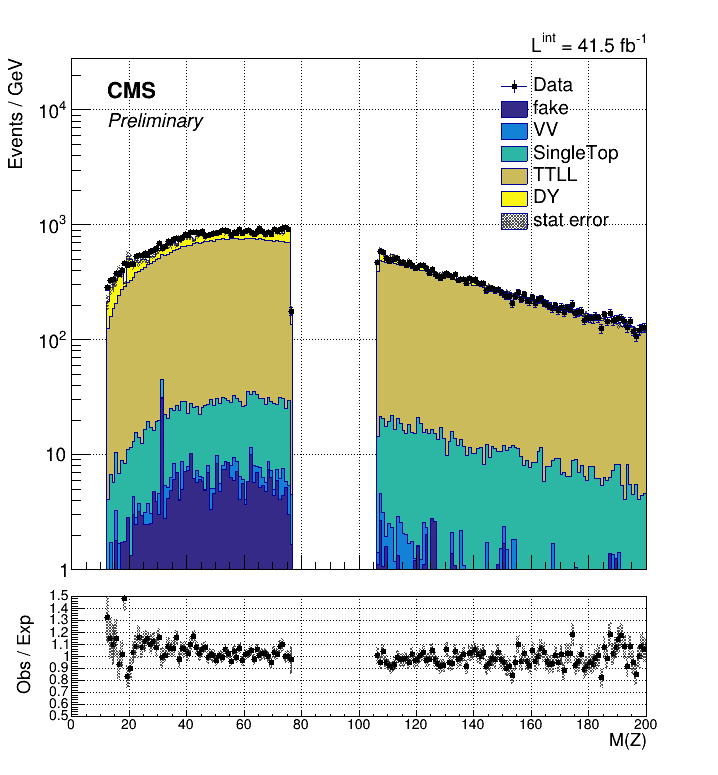 L^int = 41.5 fb^-1
Events / GeV
CMS
Preliminary
Data
fake
VV
SingleTop
TTLL
DY
stat error
10^4
10^3
10^2
10
1
Obs / Exp
1.5
1.4
1.3
1.2
1.1
1
0.9
0.8
0.7
0.6
0.5
0 20 40 60 80 100 120 140 160 180 200
M(Z)